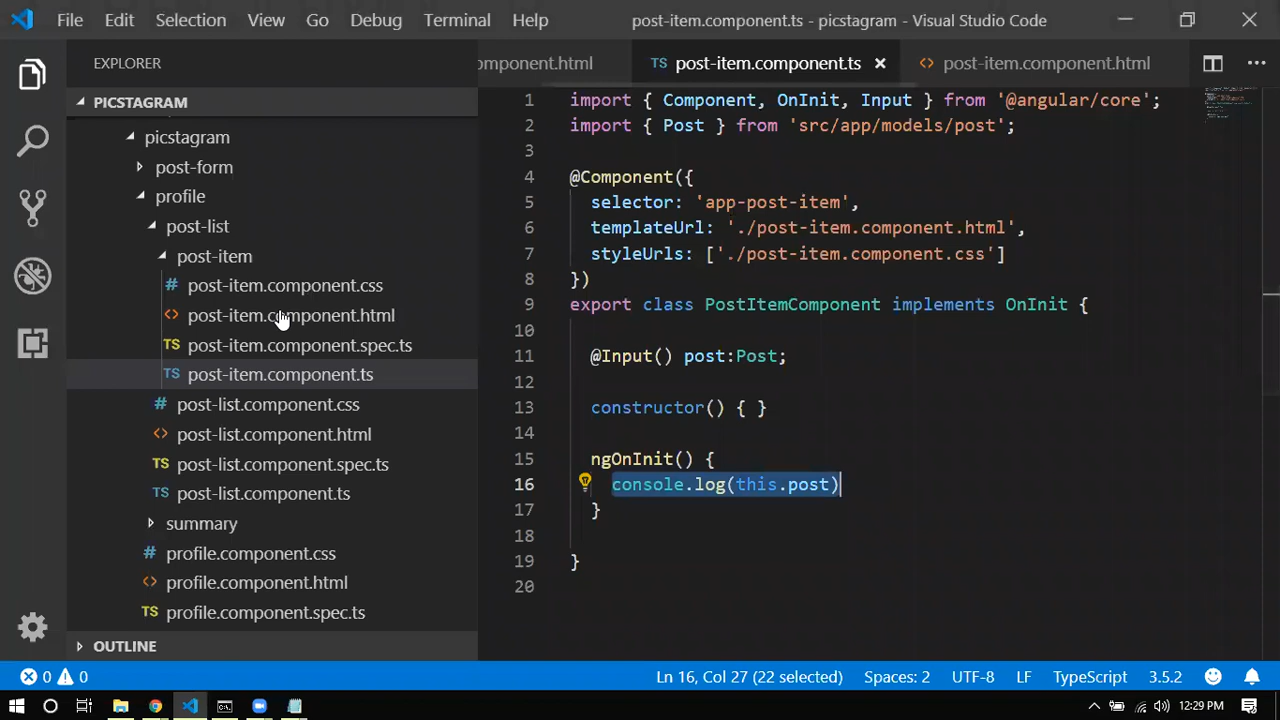 File Edit Selection View Go Debug Terminal Help post-item.component.ts - picstagram - Visual Studio Code
EXPLORER
omponent.html TS post-item.component.ts × <> post-item.component.html ...
PICSTAGRAM
picstagram
post-form
profile
post-list
post-item
# post-item.component.css
<> post-item.component.html
TS post-item.component.spec.ts
TS post-item.component.ts
# post-list.component.css
<> post-list.component.html
TS post-list.component.spec.ts
TS post-list.component.ts
summary
# profile.component.css
<> profile.component.html
TS profile.component.spec.ts
OUTLINE
1 import { Component, OnInit, Input } from '@angular/core';
2 import { Post } from 'src/app/models/post';
3
4 @Component({
5 selector: 'app-post-item',
6 templateUrl: './post-item.component.html',
7 styleUrls: ['./post-item.component.css']
8 })
9 export class PostItemComponent implements OnInit {
10
11 @Input() post:Post;
12
13 constructor() { }
14
15 ngOnInit() {
16 console.log(this.post)
17 }
18
19 }
20
0 0 Ln 16, Col 27 (22 selected) Spaces: 2 UTF-8 LF TypeScript 3.5.2
12:29 PM